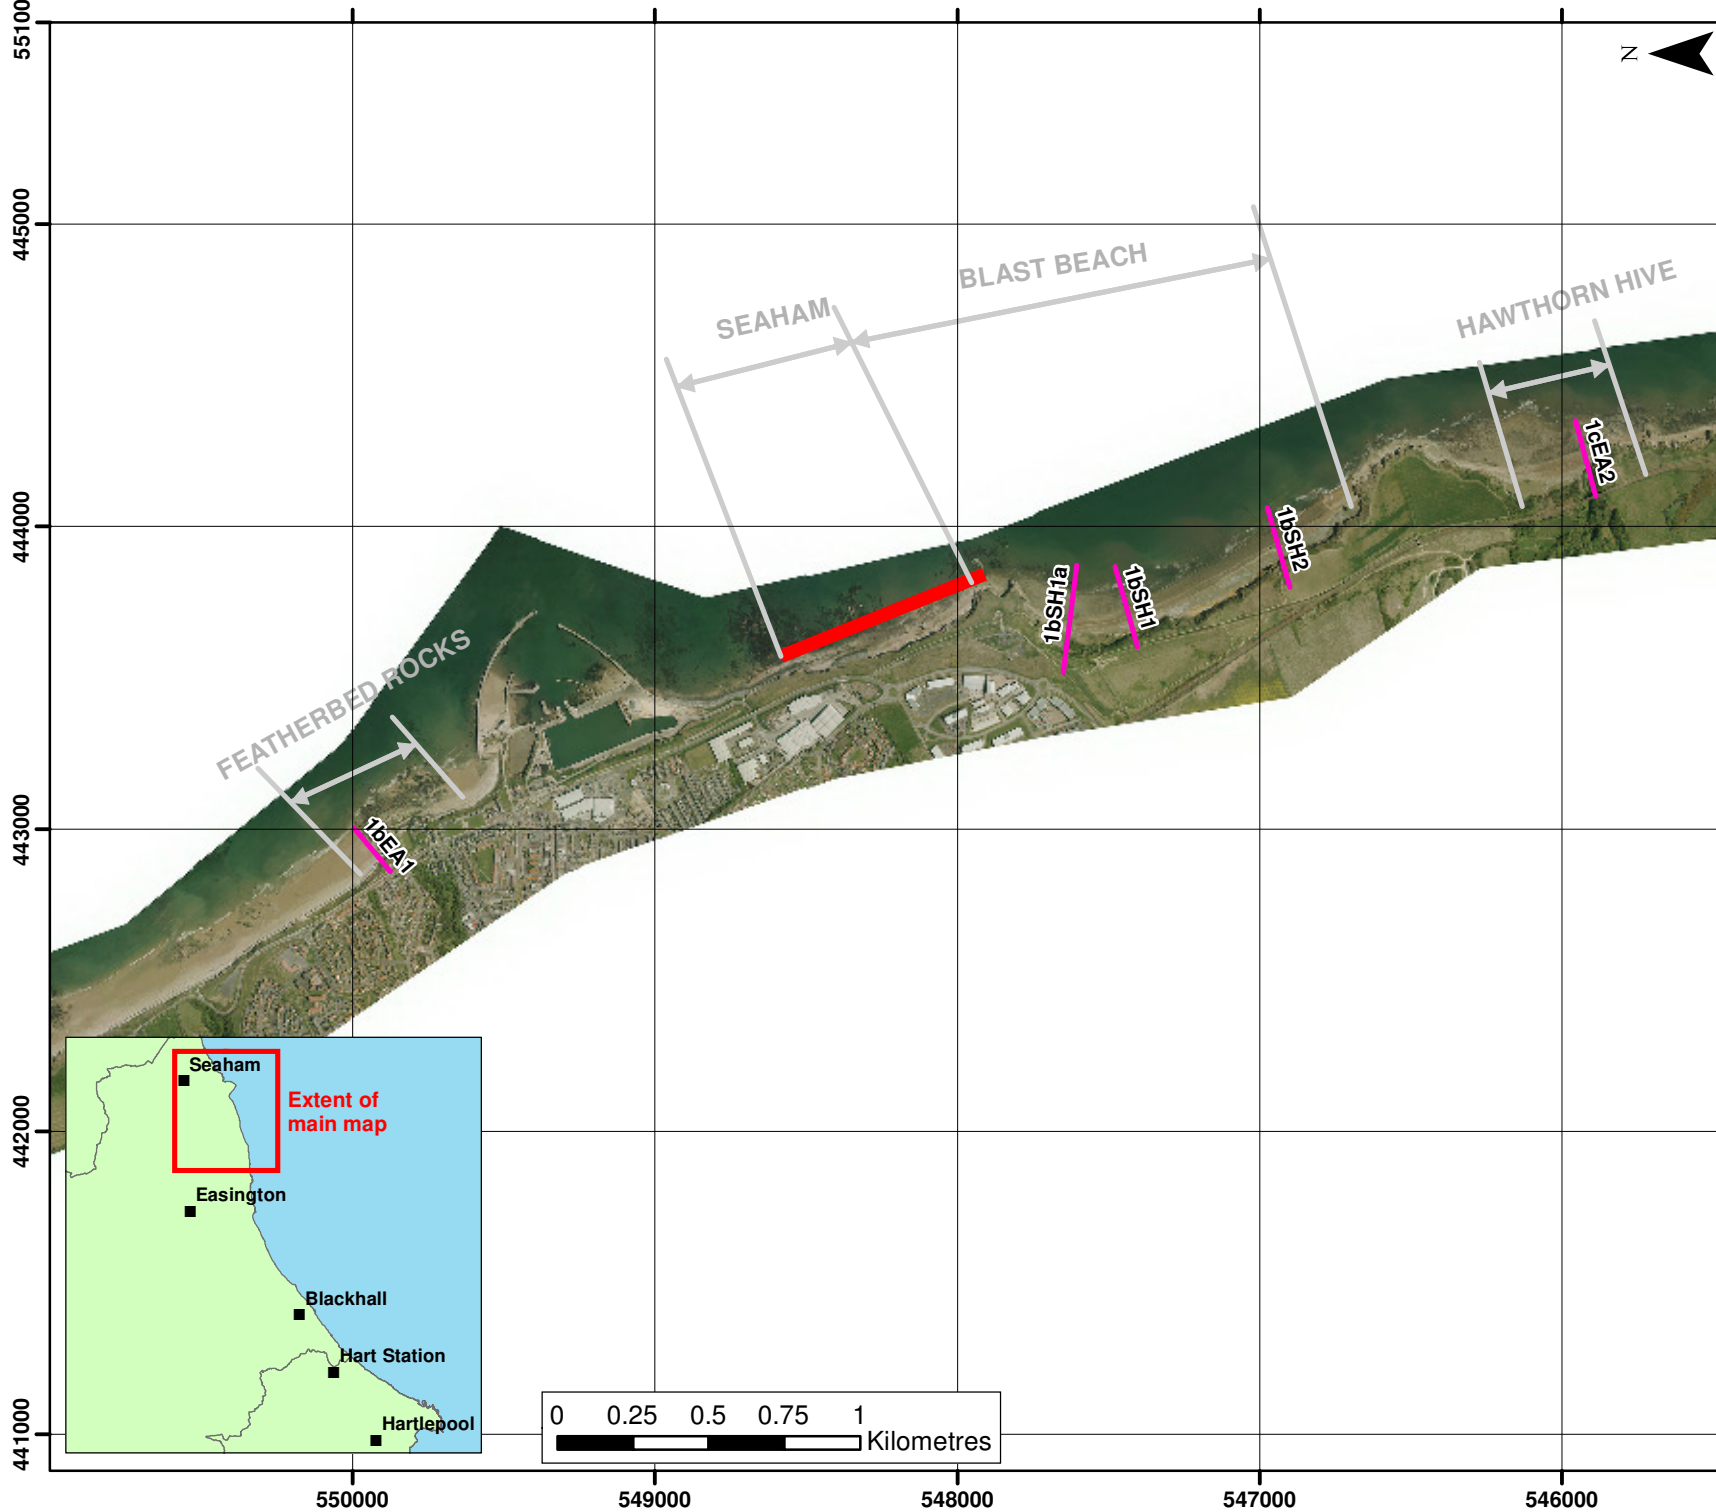 55100
N
445000
BLAST BEACH
SEAHAM
HAWTHORN HIVE
1cEA2
444000
1bSH2
1bSH1a
1bSH1
FEATHERBED ROCKS
443000
1bEA1
Seaham
Extent of
main map
442000
Easington
Blackhall
Hart Station
Hartlepool
0 0.25 0.5 0.75 1
Kilometres
441000
550000 549000 548000 547000 546000